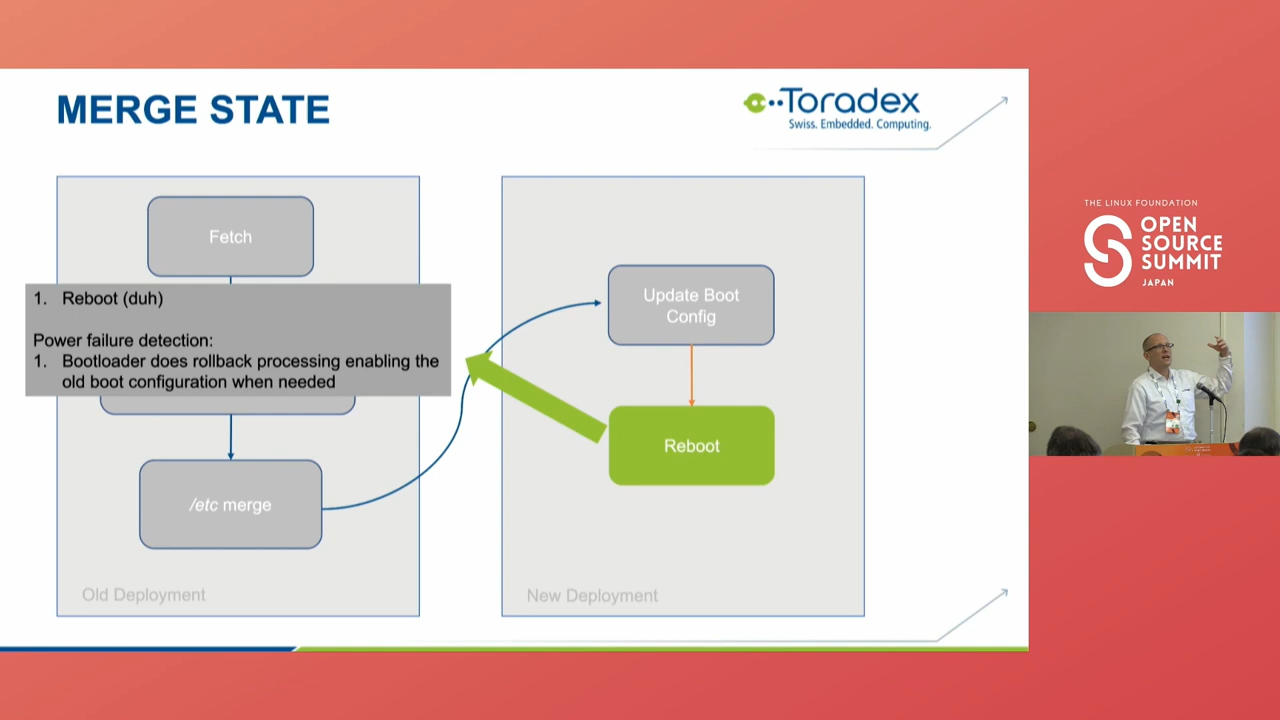 MERGE STATE
Toradex
Swiss. Embedded. Computing.
Fetch
1. Reboot (duh)
Power failure detection:
1. Bootloader does rollback processing enabling the
old boot configuration when needed
/etc merge
Old Deployment
Update Boot
Config
Reboot
New Deployment
THE LINUX FOUNDATION
OPEN
SOURCE
SUMMIT
JAPAN